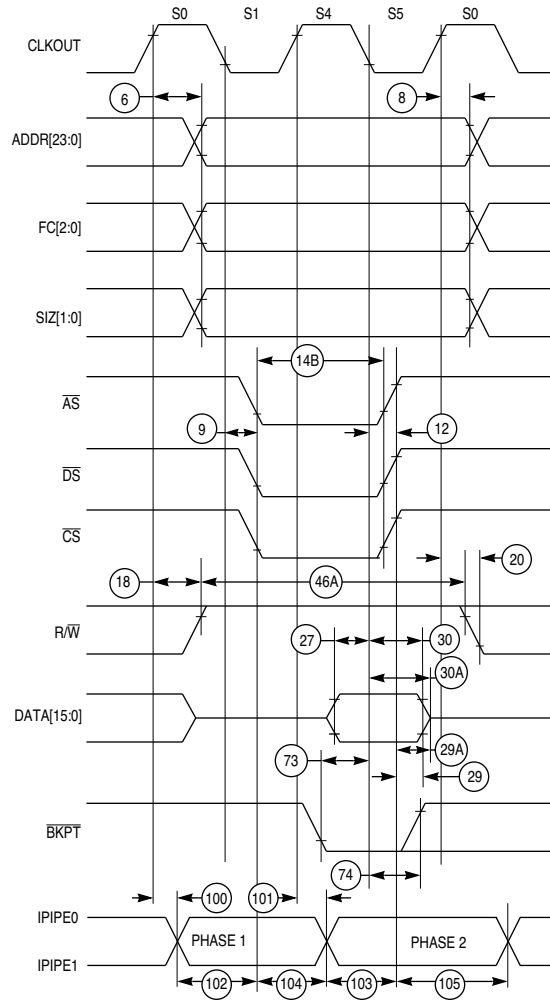 S0 S1 S4 S5 S0
CLKOUT
6 8
ADDR[23:0]
FC[2:0]
SIZ[1:0]
14B
AS
9 12
DS
CS
20
18 46A
R/W
27 30
30A
DATA[15:0]
29A
73 29
BKPT
74
100 101
IPIPE0
PHASE 1 PHASE 2
IPIPE1
102 104 103 105